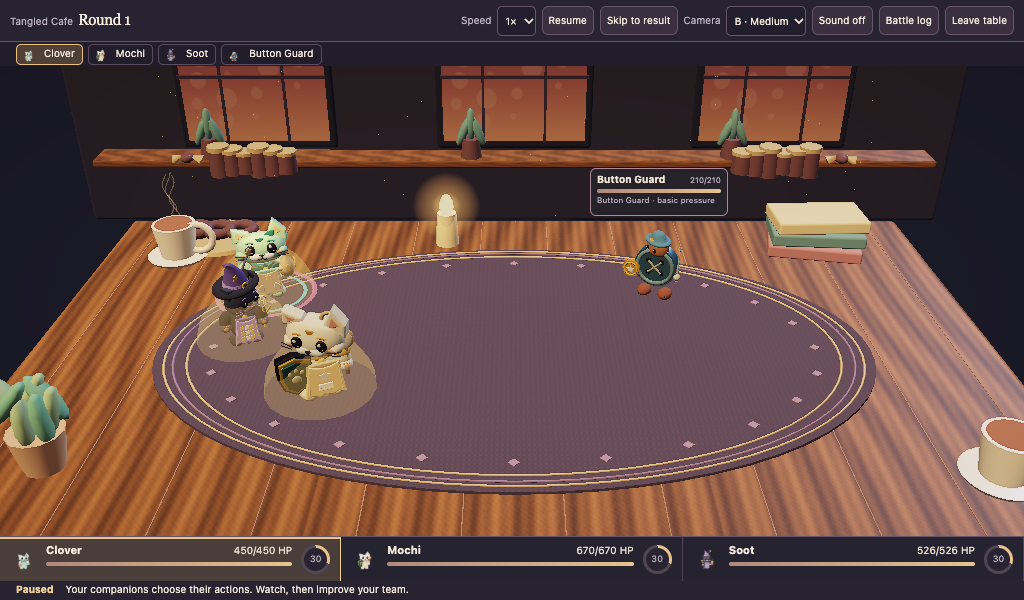 Tangled Cafe Round 1
Speed 1x Resume Skip to result Camera B · Medium Sound off Battle log Leave table
Clover Mochi Soot Button Guard
Button Guard 210/210
Button Guard · basic pressure
Clover 450/450 HP 30
Mochi 670/670 HP 30
Soot 526/526 HP 30
Paused Your companions choose their actions. Watch, then improve your team.